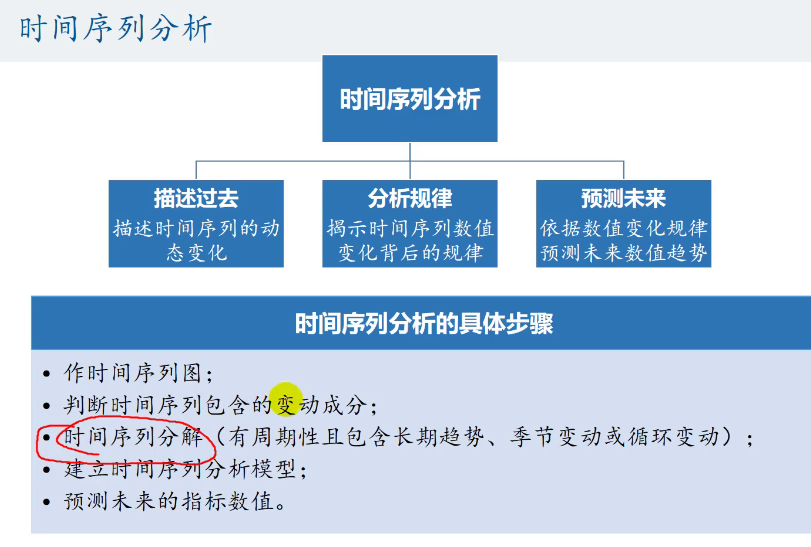 时间序列分析
时间序列分析
描述过去
描述时间序列的动
态变化
分析规律
揭示时间序列数值
变化背后的规律
预测未来
依据数值变化规律
预测未来数值趋势
时间序列分析的具体步骤
• 作时间序列图；
• 判断时间序列包含的变动成分；
• 时间序列分解（有周期性且包含长期趋势、季节变动或循环变动）；
• 建立时间序列分析模型；
• 预测未来的指标数值。